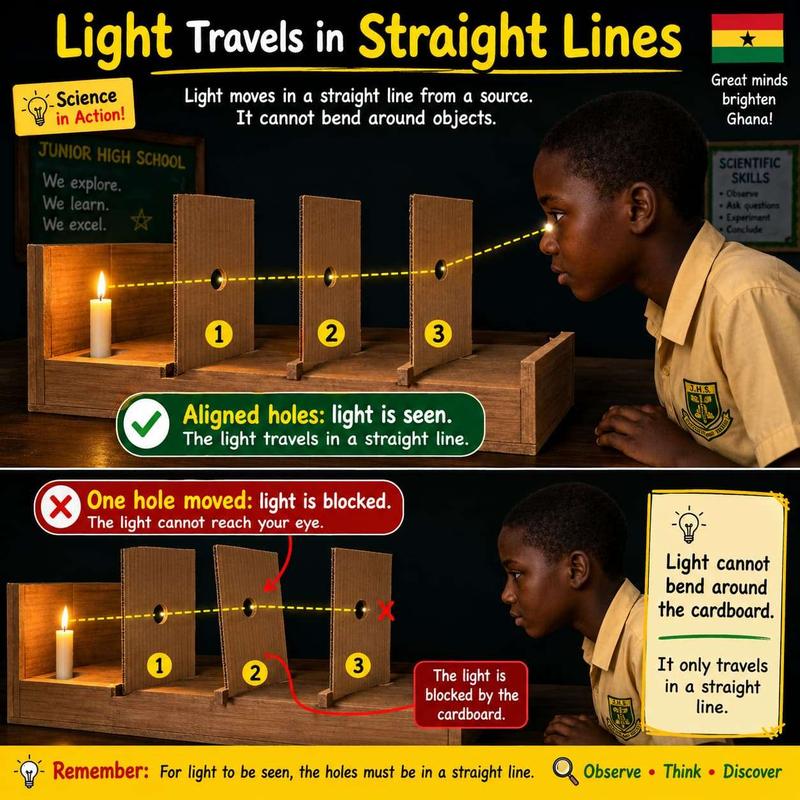 Light Travels in Straight Lines
Science
in Action!
Light moves in a straight line from a source.
It cannot bend around objects.
Great minds
brighten
Ghana!
JUNIOR HIGH SCHOOL
We explore.
We learn.
We excel.
SCIENTIFIC
SKILLS
• Observe
• Ask questions
• Experiment
• Conclude
1
2
3
J.H.S.
Aligned holes: light is seen.
The light travels in a straight line.
One hole moved: light is blocked.
The light cannot reach your eye.
X
1
2
3
The light is
blocked by the
cardboard.
J.H.S.
Light cannot
bend around
the cardboard.
It only travels
in a straight
line.
Remember: For light to be seen, the holes must be in a straight line.
Observe • Think • Discover